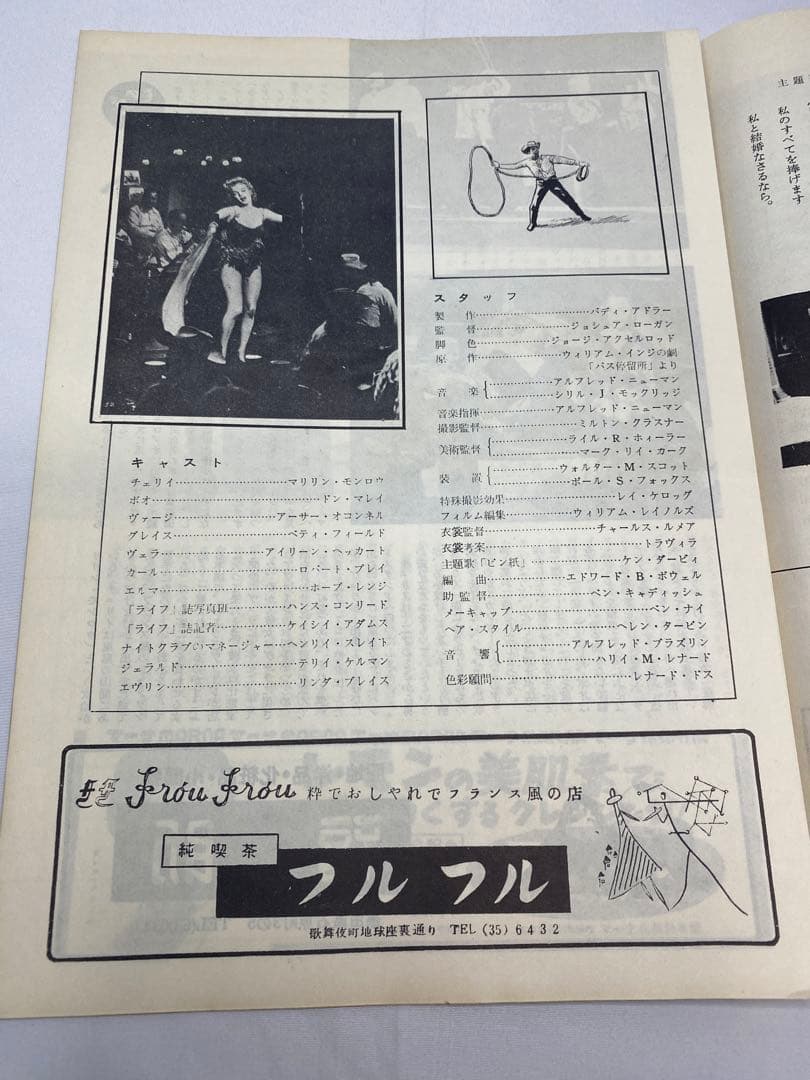 スタッフ
製作……バディ・アドラー
監督……ジョシュア・ローガン
脚色……ジョージ・アクセルロッド
原作……ウィリアム・インジの劇
「バス停留所」より
音楽{……アルフレッド・ニューマン
……シリル・J・モックリッジ
音楽指揮……アルフレッド・ニューマン
撮影監督……ミルトン・クラスナー
美術監督{……ライル・R・ホィーラー
……マーク・リイ・カーク
装置{……ウォルター・M・スコット
……ポール・S・フォックス
特殊撮影効果……レイ・ケロッグ
フィルム編集……ウィリアム・レイノルズ
衣裳監督……チャールス・ルメア
衣裳考案……トラヴィラ
主題歌「ピン紙」……ケン・ダービィ
編曲……エドワード・B・ポウェル
助監督……ベン・キャディッシュ
メーキャップ……ベン・ナイ
ヘア・スタイル……ヘレン・タービン
音響{……アルフレッド・ブラズリン
……ハリイ・M・レナード
色彩顧問……レナード・ドス
キャスト
チェリイ……マリリン・モンロウ
ボオ……ドン・マレイ
ヴァージ……アーサー・オコンネル
グレイス……ベティ・フィールド
ヴェラ……アイリーン・ヘッカート
カール……ロバート・ブレイ
エルマ……ホープ・レンジ
「ライフ」誌写真班……ハンス・コンリード
「ライフ」誌記者……ケイシイ・アダムス
ナイトクラブのマネージャー…ヘンリイ・スレイト
ジェラルド……テリイ・ケルマン
エヴリン……リンダ・ブレイス
Frou Frou 粋でおしゃれでフランス風の店
純喫茶
フルフル
歌舞伎町地球座裏通り TEL (35) 6432
主題
私のすべてを捧げます
私と結婚なさるなら。